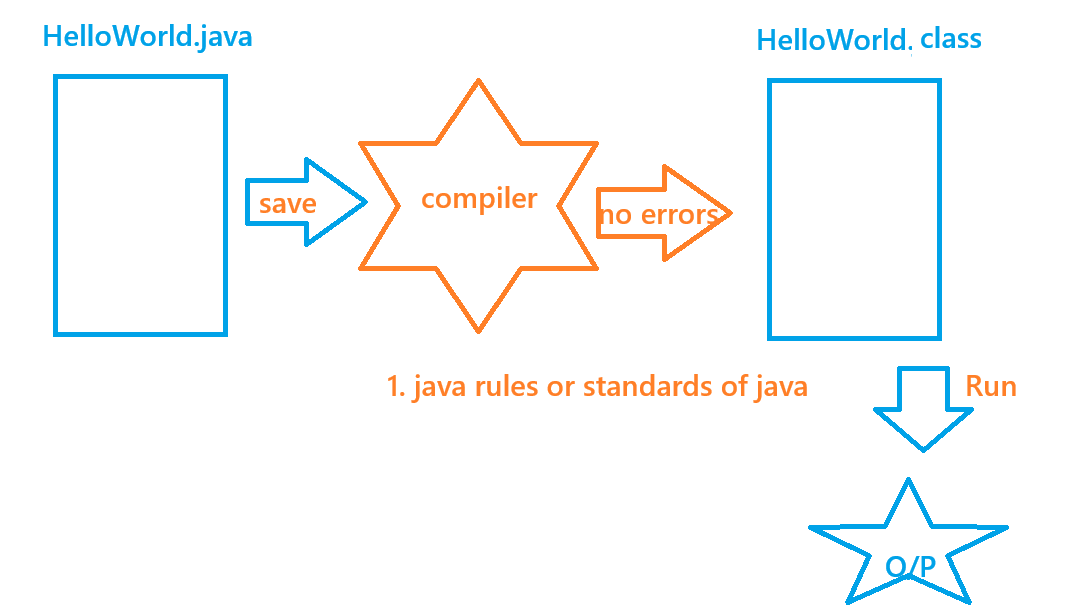 HelloWorld.java
HelloWorld. class
save
compiler
no errors
1. java rules or standards of java
Run
O/P